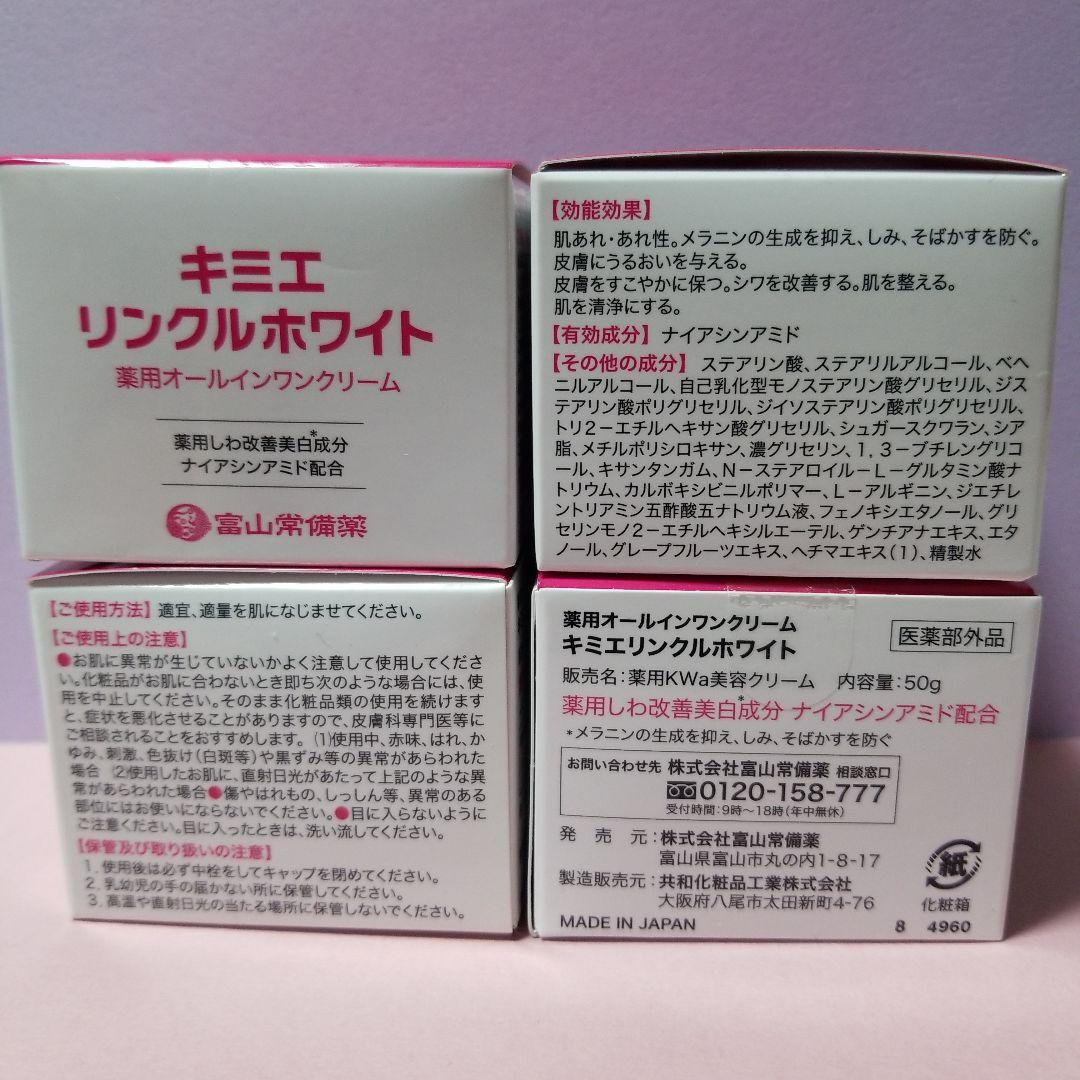 キミエ
リンクルホワイト
薬用オールインワンクリーム
薬用しわ改善美白*成分
ナイアシンアミド配合
富山常備薬
【効能効果】
肌あれ・あれ性。メラニンの生成を抑え、しみ、そばかすを防ぐ。
皮膚にうるおいを与える。
皮膚をすこやかに保つ。シワを改善する。肌を整える。
肌を清浄にする。
【有効成分】ナイアシンアミド
【その他の成分】ステアリン酸、ステアリルアルコール、ベヘ
ニルアルコール、自己乳化型モノステアリン酸グリセリル、ジス
テアリン酸ポリグリセリル、ジイソステアリン酸ポリグリセリル、
トリ2-エチルヘキサン酸グリセリル、シュガースクワラン、シア
脂、メチルポリシロキサン、濃グリセリン、1,3-ブチレングリコ
ール、キサンタンガム、N-ステアロイル-L-グルタミン酸ナ
トリウム、カルボキシビニルポリマー、L-アルギニン、ジエチレ
ントリアミン五酢酸五ナトリウム液、フェノキシエタノール、グリ
セリンモノ2-エチルヘキシルエーテル、ゲンチアナエキス、エタ
ノール、グレープフルーツエキス、ヘチマエキス(1)、精製水
【ご使用方法】適宜、適量を肌になじませてください。
【ご使用上の注意】
●お肌に異常が生じていないかよく注意して使用してくださ
い。化粧品がお肌に合わないとき即ち次のような場合には、使
用を中止してください。そのまま化粧品類の使用を続けます
と、症状を悪化させることがありますので、皮膚科専門医等に
ご相談されることをおすすめします。(1)使用中、赤味、はれ、か
ゆみ、刺激、色抜け(白斑等)や黒ずみ等の異常があらわれた
場合 (2)使用したお肌に、直射日光があたって上記のような異
常があらわれた場合●傷やはれもの、しっしん等、異常のある
部位にはお使いにならないでください。●目に入らないように
ご注意ください。目に入ったときは、洗い流してください。
【保管及び取り扱いの注意】
1. 使用後は必ず中栓をしてキャップを閉めてください。
2. 乳幼児の手の届かない所に保管してください。
3. 高温や直射日光の当たる場所に保管しないでください。
薬用オールインワンクリーム
キミエリンクルホワイト
医薬部外品
販売名：薬用KWa美容クリーム 内容量：50g
薬用しわ改善美白*成分 ナイアシンアミド配合
*メラニンの生成を抑え、しみ、そばかすを防ぐ
お問い合わせ先 株式会社富山常備薬 相談窓口
0120-158-777
受付時間：9時～18時(年中無休)
発売元：株式会社富山常備薬
富山県富山市丸の内1-8-17
製造販売元：共和化粧品工業株式会社
大阪府八尾市太田新町4-76
紙
化粧箱
MADE IN JAPAN
8 4960